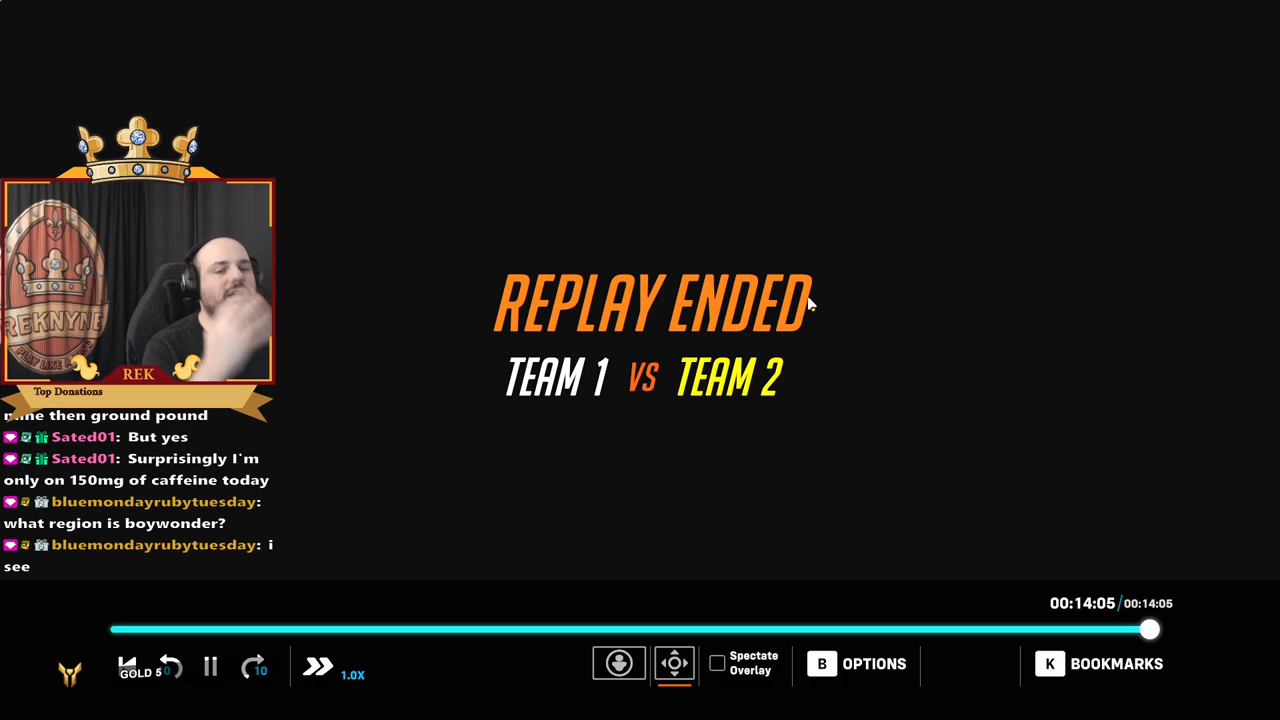 REPLAY ENDED
TEAM 1 VS TEAM 2
REKNYNE
REK
Top Donations
mine then ground pound
Sated01: But yes
Sated01: Surprisingly I'm
only on 150mg of caffeine today
bluemondayrubytuesday:
what region is boywonder?
bluemondayrubytuesday: i
see
00:14:05/00:14:05
GOLD 5
10
1.0X
Spectate
Overlay
B OPTIONS
K BOOKMARKS